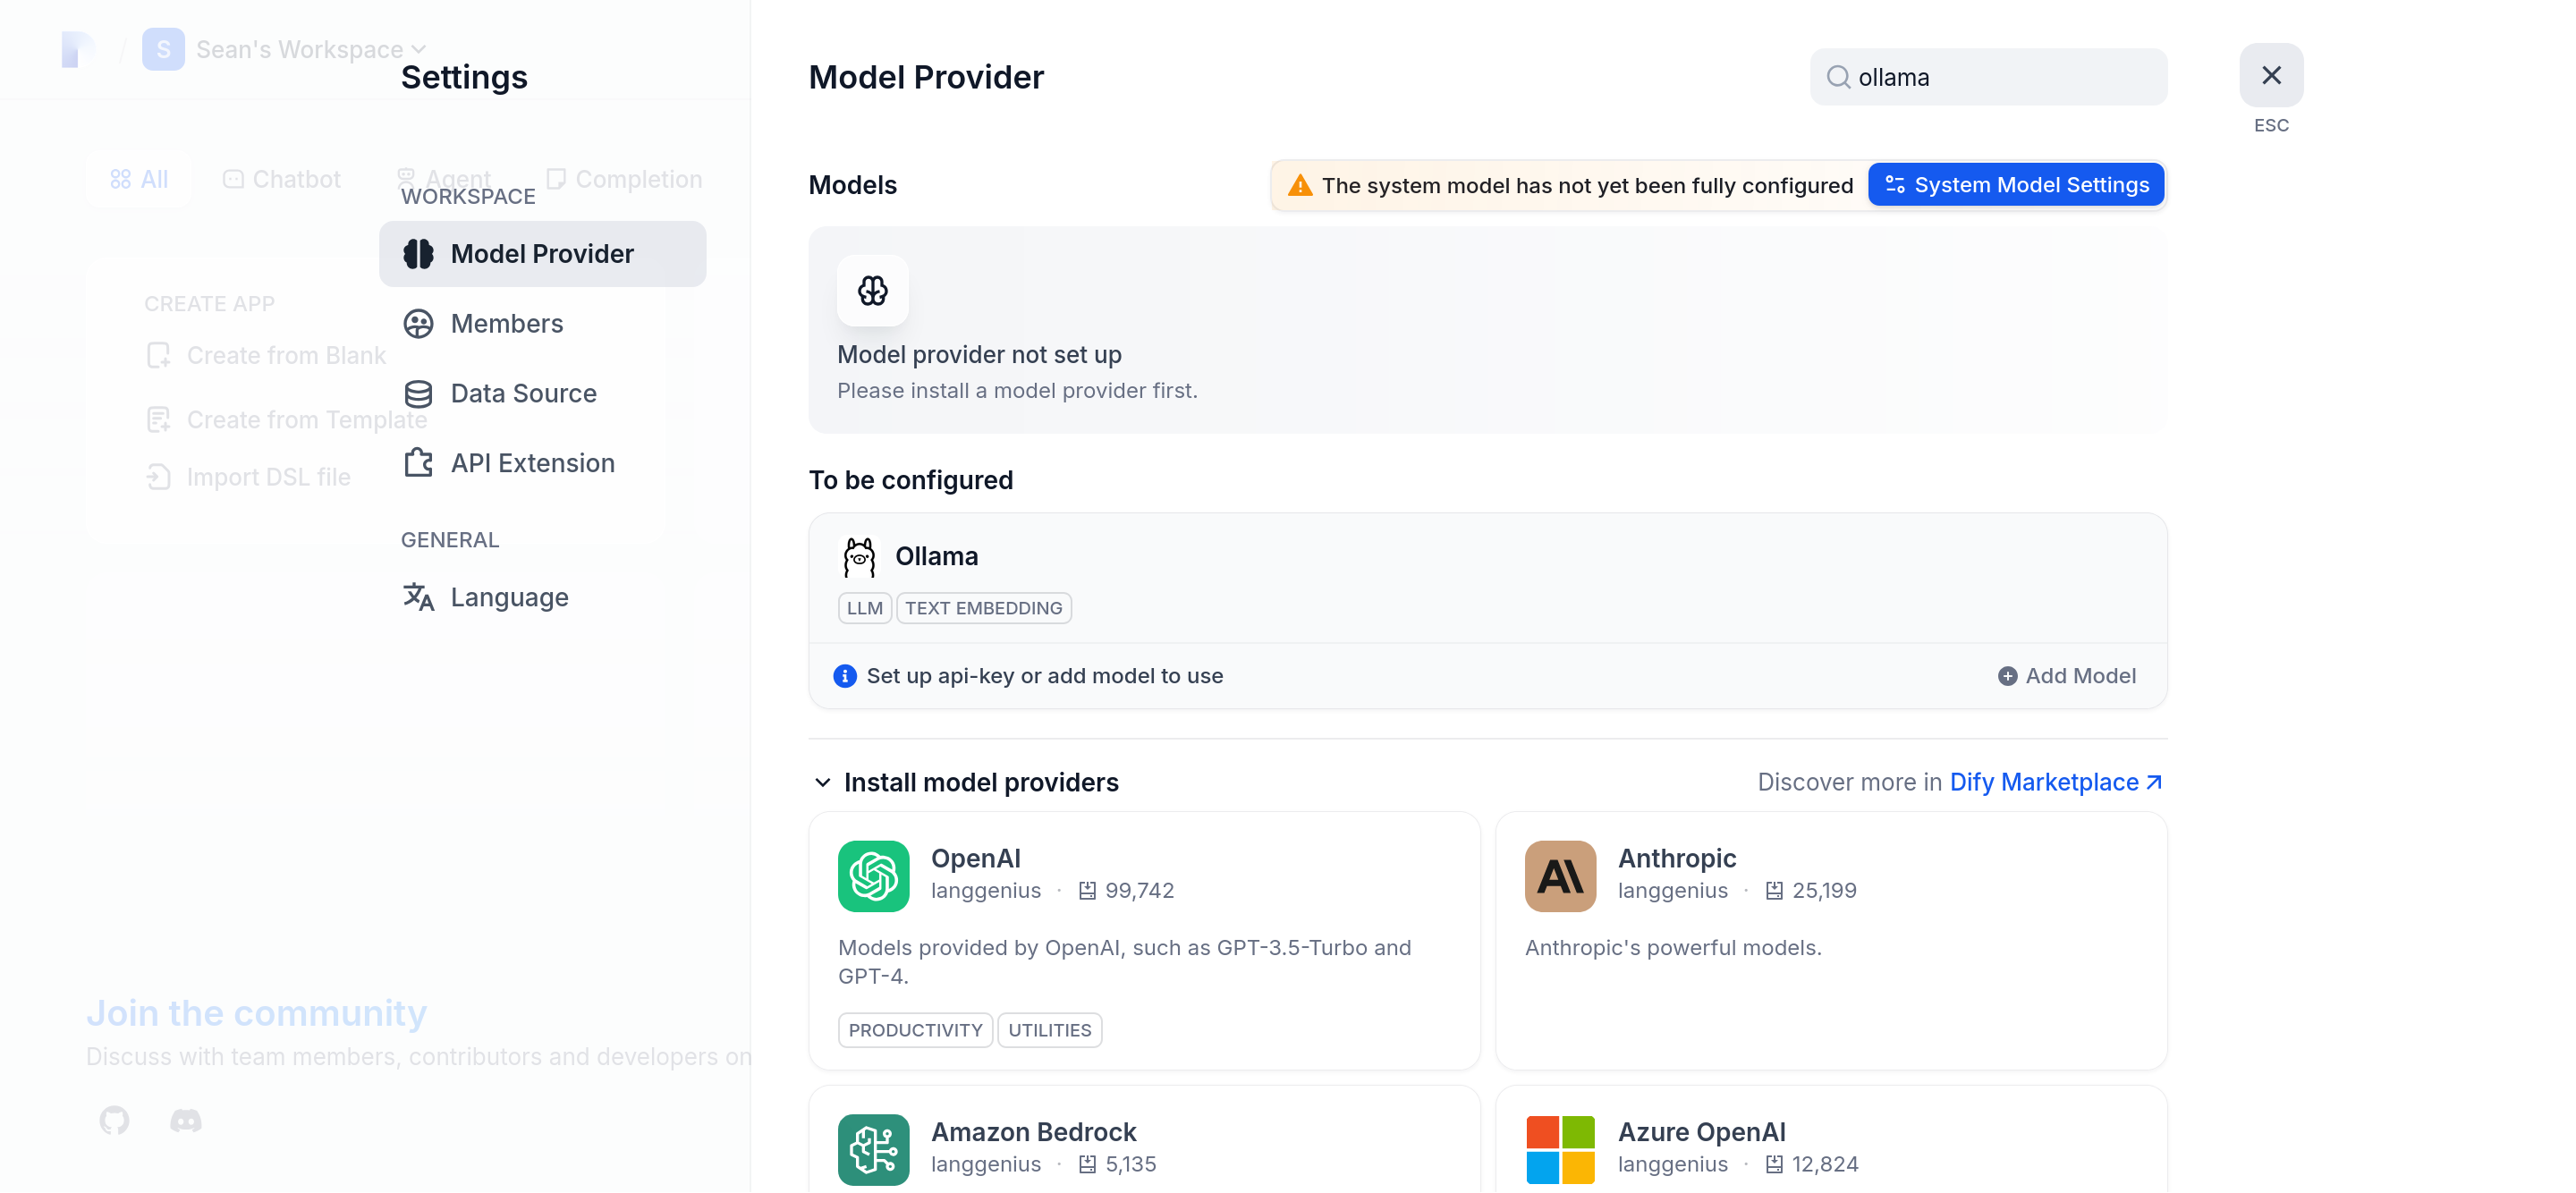 S Sean's Workspace
Settings
All Chatbot Agent Completion
WORKSPACE
Model Provider
Members
Data Source
API Extension
GENERAL
Language
CREATE APP
Create from Blank
Create from Template
Import DSL file
Join the community
Discuss with team members, contributors and developers on
Model Provider
ollama
ESC
Models
The system model has not yet been fully configured
System Model Settings
Model provider not set up
Please install a model provider first.
To be configured
Ollama
LLM TEXT EMBEDDING
Set up api-key or add model to use
Add Model
Install model providers
Discover more in Dify Marketplace
OpenAI
langgenius · 99,742
Models provided by OpenAI, such as GPT-3.5-Turbo and
GPT-4.
PRODUCTIVITY UTILITIES
Anthropic
langgenius · 25,199
Anthropic's powerful models.
Amazon Bedrock
langgenius · 5,135
Azure OpenAI
langgenius · 12,824